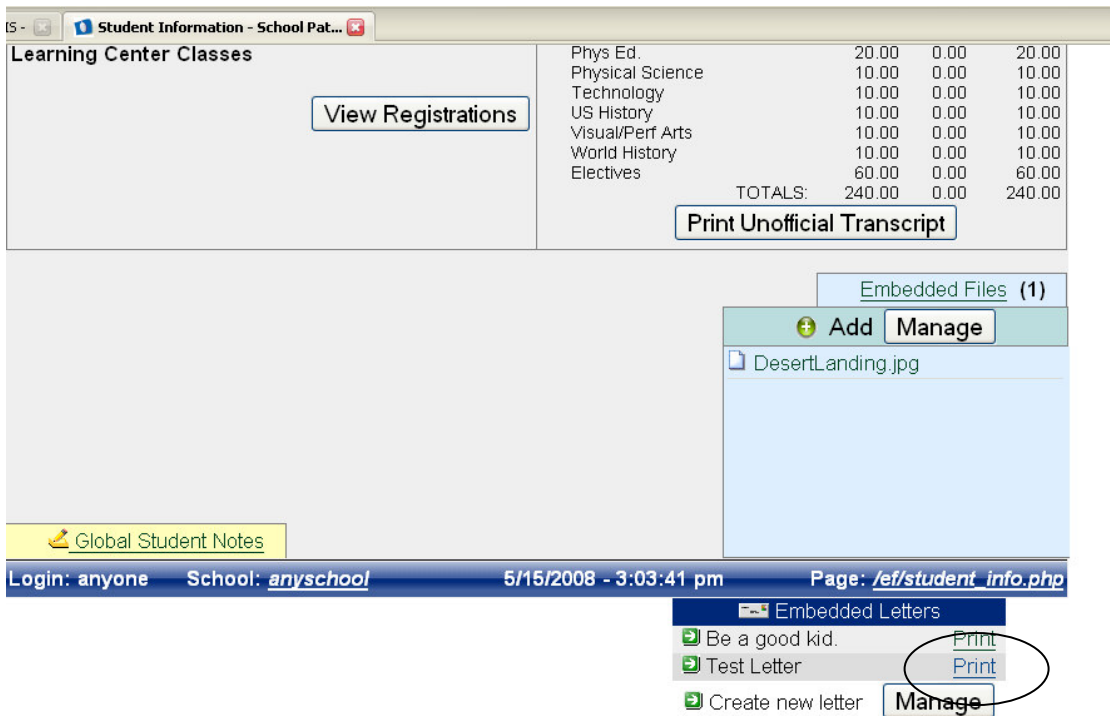 IS -
Student Information - School Pat...
Learning Center Classes
View Registrations
Phys Ed. 20.00 0.00 20.00
Physical Science 10.00 0.00 10.00
Technology 10.00 0.00 10.00
US History 10.00 0.00 10.00
Visual/Perf Arts 10.00 0.00 10.00
World History 10.00 0.00 10.00
Electives 60.00 0.00 60.00
TOTALS: 240.00 0.00 240.00
Print Unofficial Transcript
Embedded Files (1)
Add Manage
DesertLanding.jpg
Global Student Notes
Login: anyone School: anyschool 5/15/2008 - 3:03:41 pm Page: /ef/student_info.php
Embedded Letters
Be a good kid. Print
Test Letter Print
Create new letter Manage